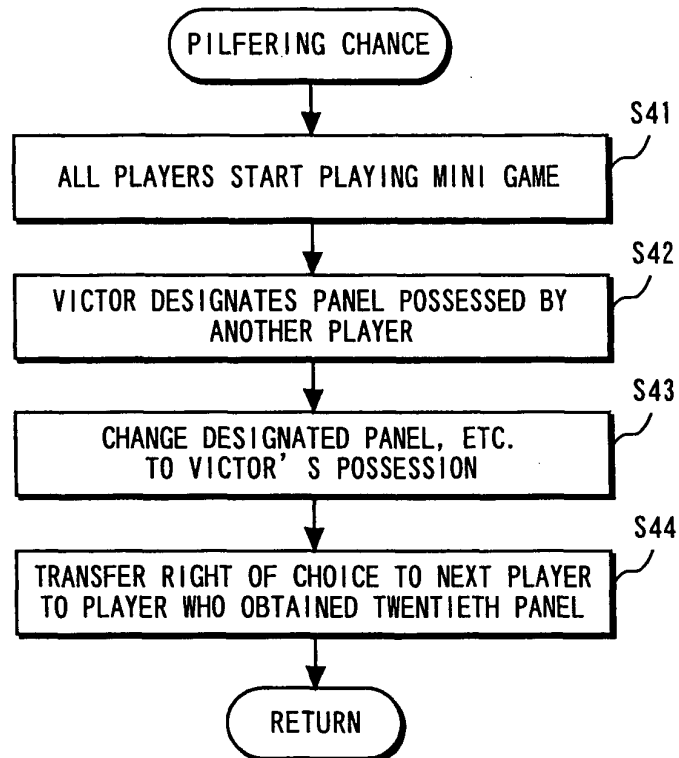 PILFERING CHANCE
S41
ALL PLAYERS START PLAYING MINI GAME
S42
VICTOR DESIGNATES PANEL POSSESSED BY
ANOTHER PLAYER
S43
CHANGE DESIGNATED PANEL, ETC.
TO VICTOR'S POSSESSION
S44
TRANSFER RIGHT OF CHOICE TO NEXT PLAYER
TO PLAYER WHO OBTAINED TWENTIETH PANEL
RETURN